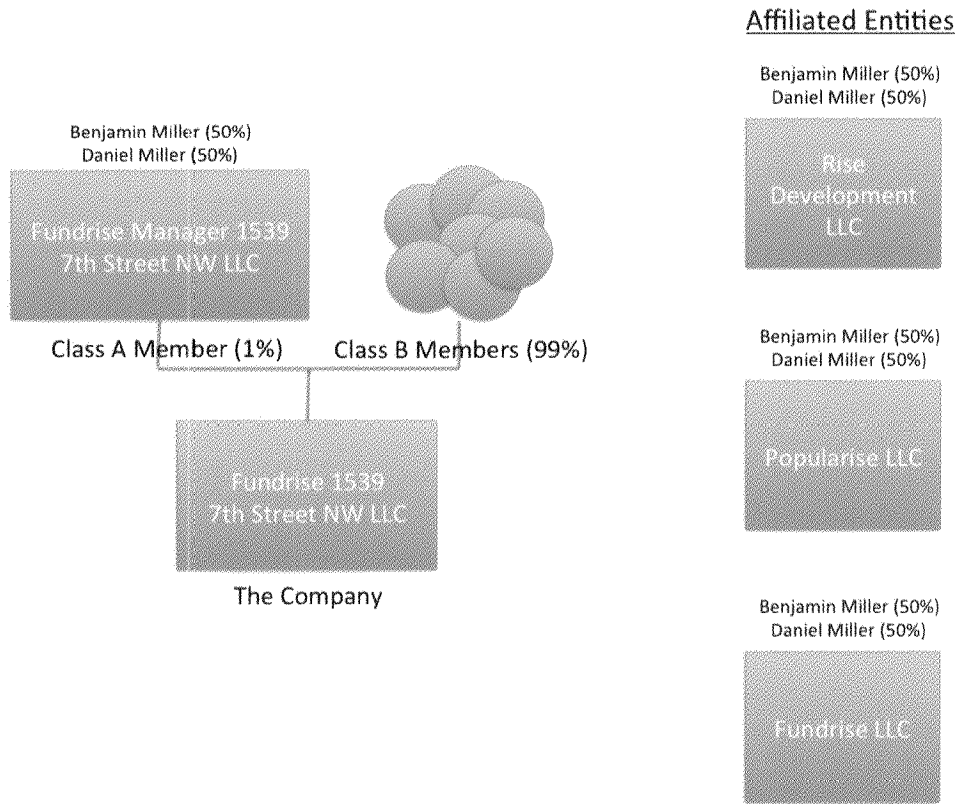 Affiliated Entities
Benjamin Miller (50%)
Daniel Miller (50%)
Fundrise Manager 1539
7th Street NW LLC
Class A Member (1%)
Class B Members (99%)
Fundrise 1539
7th Street NW LLC
The Company
Benjamin Miller (50%)
Daniel Miller (50%)
Rise
Development
LLC
Benjamin Miller (50%)
Daniel Miller (50%)
Popularise LLC
Benjamin Miller (50%)
Daniel Miller (50%)
Fundrise LLC